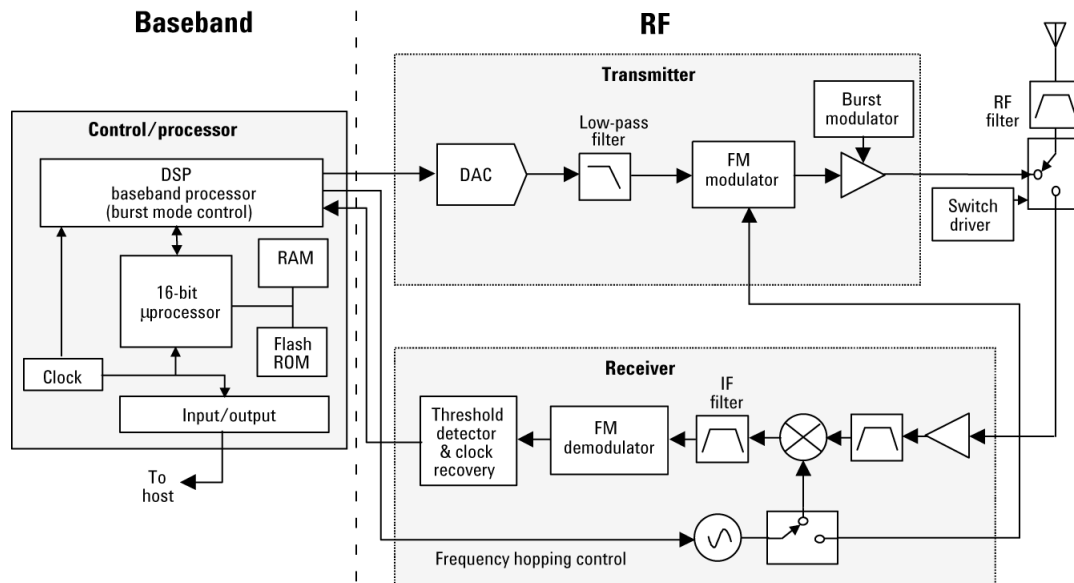 Baseband
RF
Transmitter
Burst
modulator
RF
filter
Control/processor
Low-pass
filter
DSP
baseband processor
(burst mode control)
DAC
FM
modulator
Switch
driver
RAM
16-bit
μprocessor
Flash
ROM
Clock
Input/output
To
host
Receiver
IF
filter
Threshold
detector
& clock
recovery
FM
demodulator
Frequency hopping control